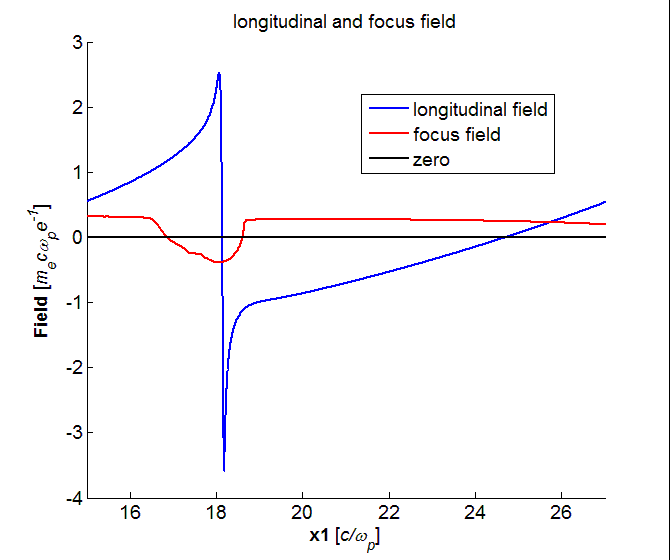 longitudinal and focus field
3
2
1
0
-1
-2
-3
-4
Field [m_e cω_p e^-1]
longitudinal field
focus field
zero
16 18 20 22 24 26
x1 [c/ω_p]